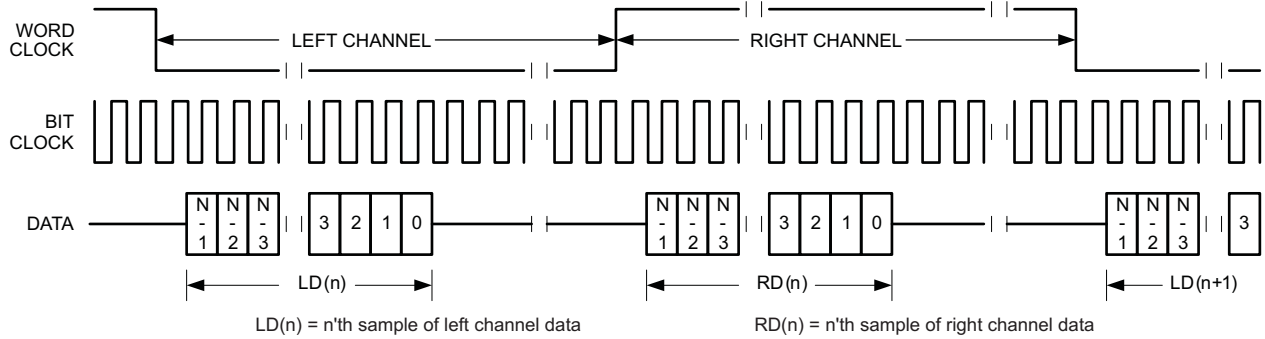 WORD CLOCK
LEFT CHANNEL
RIGHT CHANNEL
BIT CLOCK
DATA
N-1 N-2 N-3 3 2 1 0 N-1 N-2 N-3 3 2 1 0 N-1 N-2 N-3 3
LD(n) RD(n) LD(n+1)
LD(n) = n'th sample of left channel data
RD(n) = n'th sample of right channel data